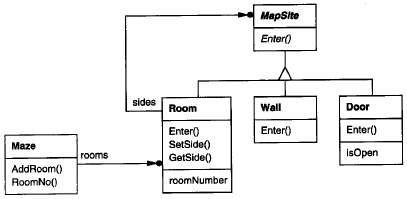 MapSite
Enter()
sides
Room
Enter()
SetSide()
GetSide()
roomNumber
Wall
Enter()
Door
Enter()
isOpen
Maze
AddRoom()
RoomNo()
rooms